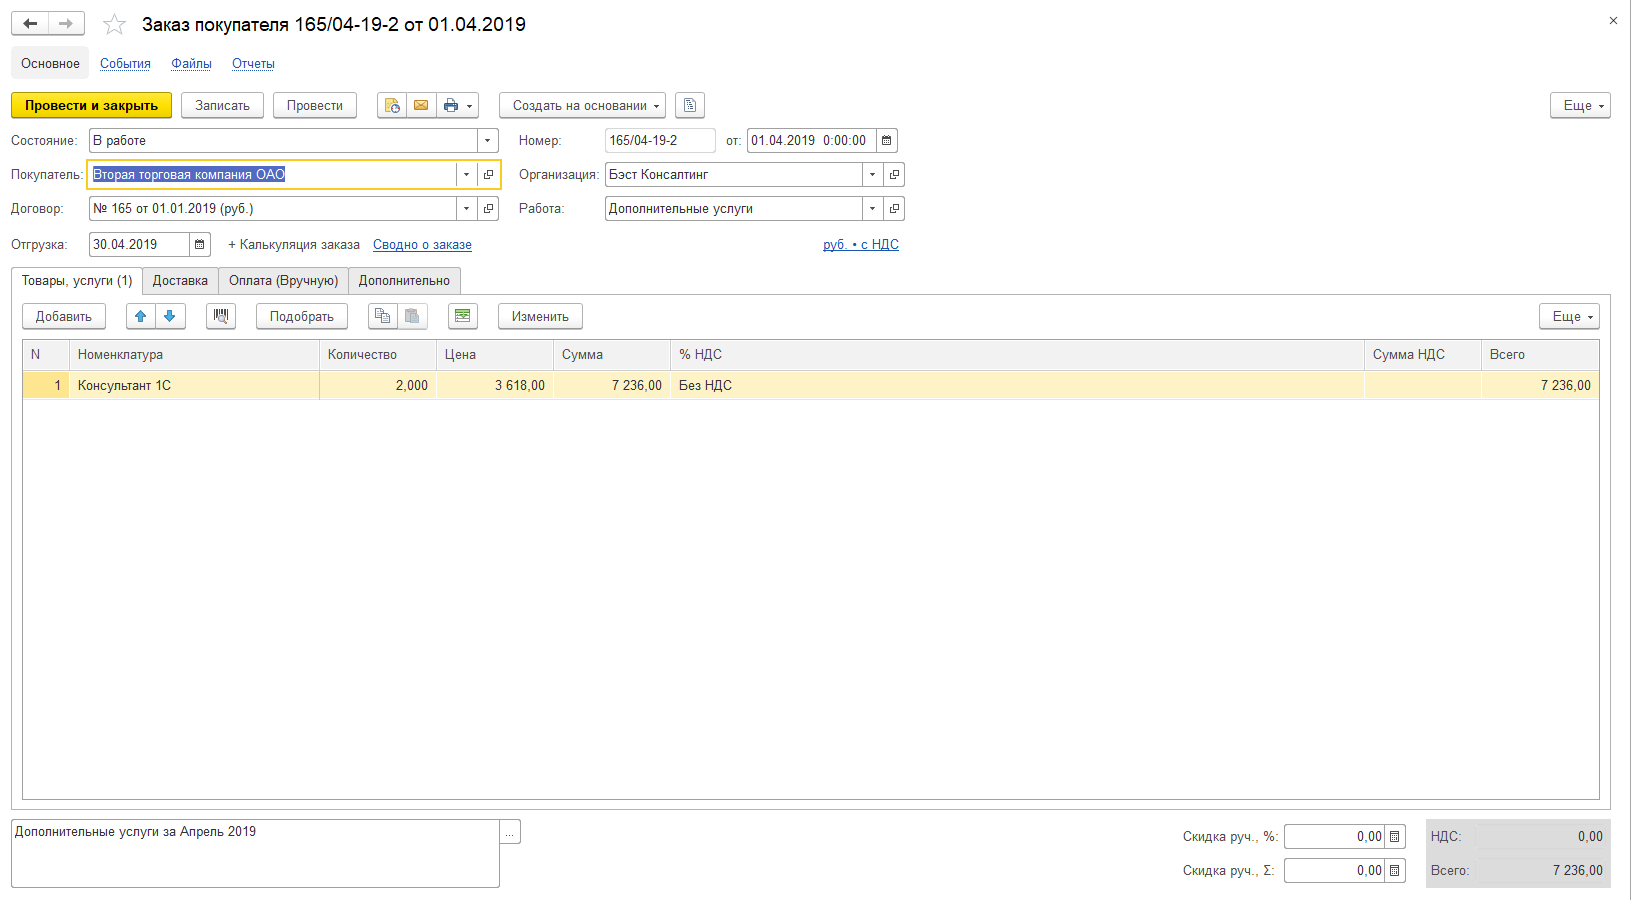 Заказ покупателя 165/04-19-2 от 01.04.2019
Основное События Файлы Отчеты
Провести и закрыть Записать Провести Создать на основании Еще
Состояние: В работе Номер: 165/04-19-2 от: 01.04.2019 0:00:00
Покупатель: Вторая торговая компания ОАО Организация: Бэст Консалтинг
Договор: № 165 от 01.01.2019 (руб.) Работа: Дополнительные услуги
Отгрузка: 30.04.2019 + Калькуляция заказа Сводно о заказе руб. • с НДС
Товары, услуги (1) Доставка Оплата (Вручную) Дополнительно
Добавить Подобрать Изменить Еще
N Номенклатура Количество Цена Сумма % НДС Сумма НДС Всего
1 Консультант 1С 2,000 3 618,00 7 236,00 Без НДС 7 236,00
Дополнительные услуги за Апрель 2019 ...
Скидка руч., %: 0,00 НДС: 0,00
Скидка руч., Σ: 0,00 Всего: 7 236,00